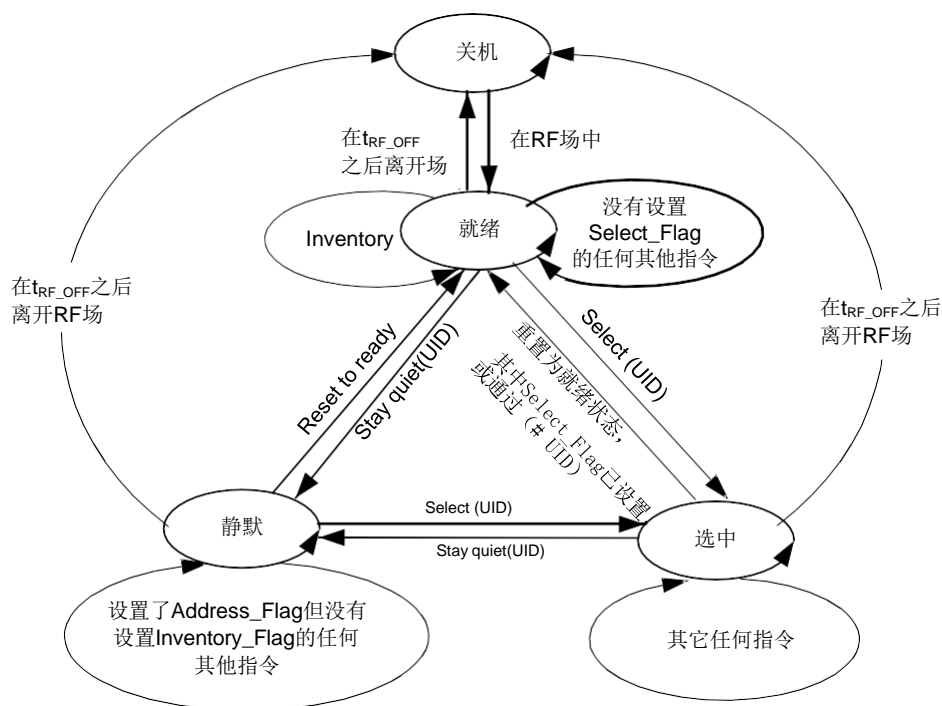 关机
在tRF_OFF
之后离开场
在RF场中
Inventory
就绪
没有设置
Select_Flag
的任何其他指令
在tRF_OFF之后
离开RF场
在tRF_OFF之后
离开RF场
Reset to ready
Stay quiet(UID)
重置为就绪状态,
其中Select_Flag已设置
或通过 (# UID)
Select (UID)
静默
Select (UID)
Stay quiet(UID)
选中
设置了Address_Flag但没有
设置Inventory_Flag的任何
其他指令
其它任何指令